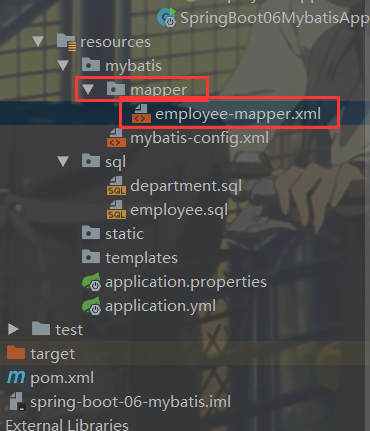 SpringBoot06MybatisApp
resources
mybatis
mapper
employee-mapper.xml
mybatis-config.xml
sql
department.sql
employee.sql
static
templates
application.properties
application.yml
test
target
pom.xml
spring-boot-06-mybatis.iml
External Libraries